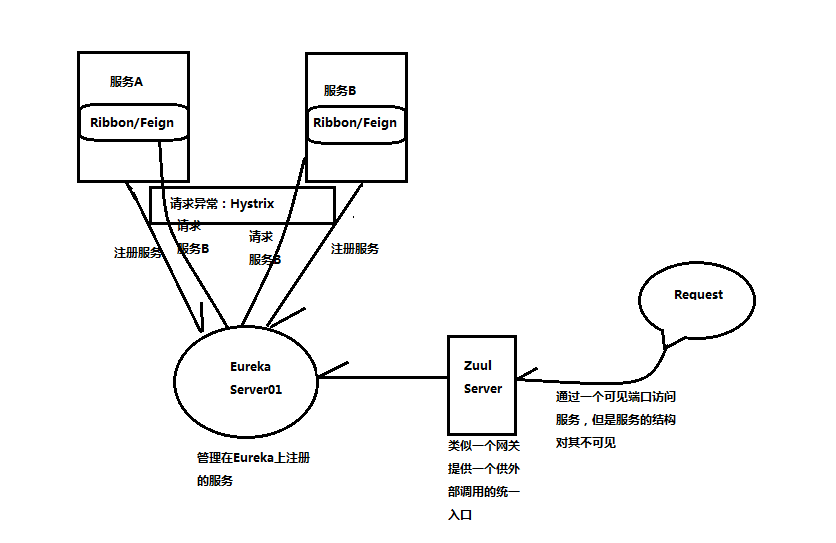 服务A
服务B
Ribbon/Feign
Ribbon/Feign
请求异常：Hystrix
请求
服务B
请求
服务B
注册服务
注册服务
Request
Eureka
Server01
Zuul
Server
通过一个可见端口访问
服务，但是服务的结构
对其不可见
管理在Eureka上注册
的服务
类似一个网关
提供一个供外
部调用的统一
入口